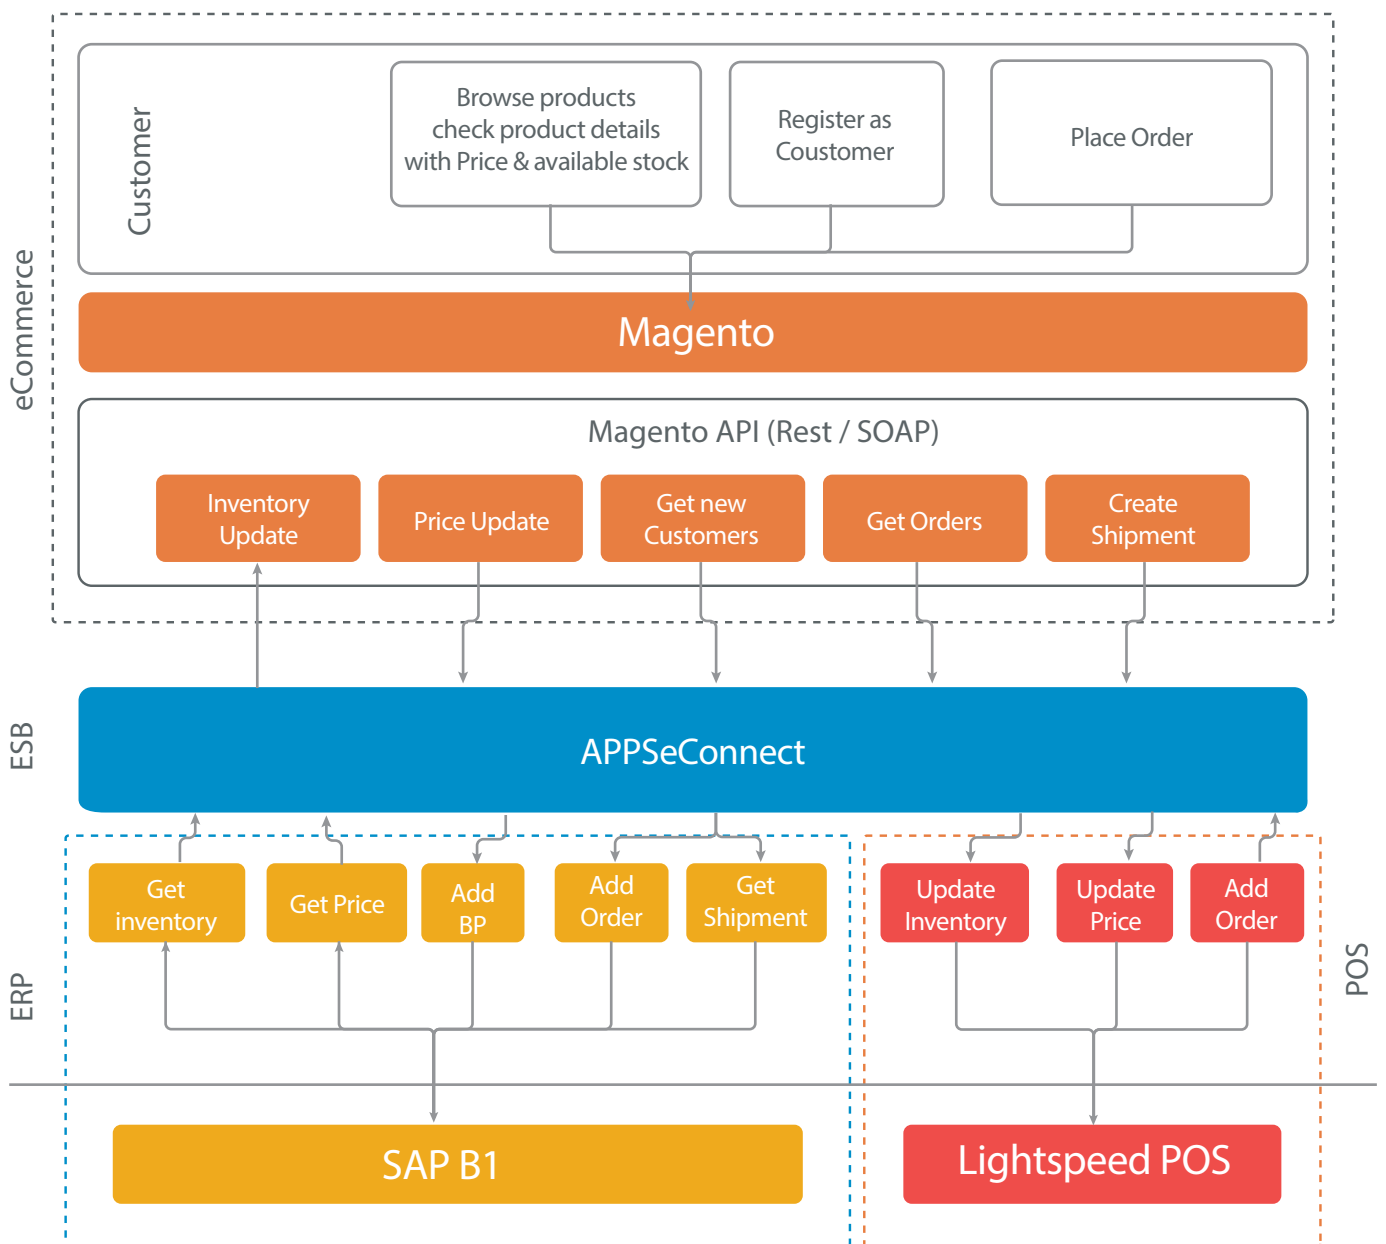 eCommerce
Customer
Browse products
check product details
with Price & available stock
Register as
Coustomer
Place Order
Magento
Magento API (Rest / SOAP)
Inventory
Update
Price Update
Get new
Customers
Get Orders
Create
Shipment
ESB
APPSeConnect
ERP
Get
inventory
Get Price
Add
BP
Add
Order
Get
Shipment
Update
Inventory
Update
Price
Add
Order
POS
SAP B1
Lightspeed POS